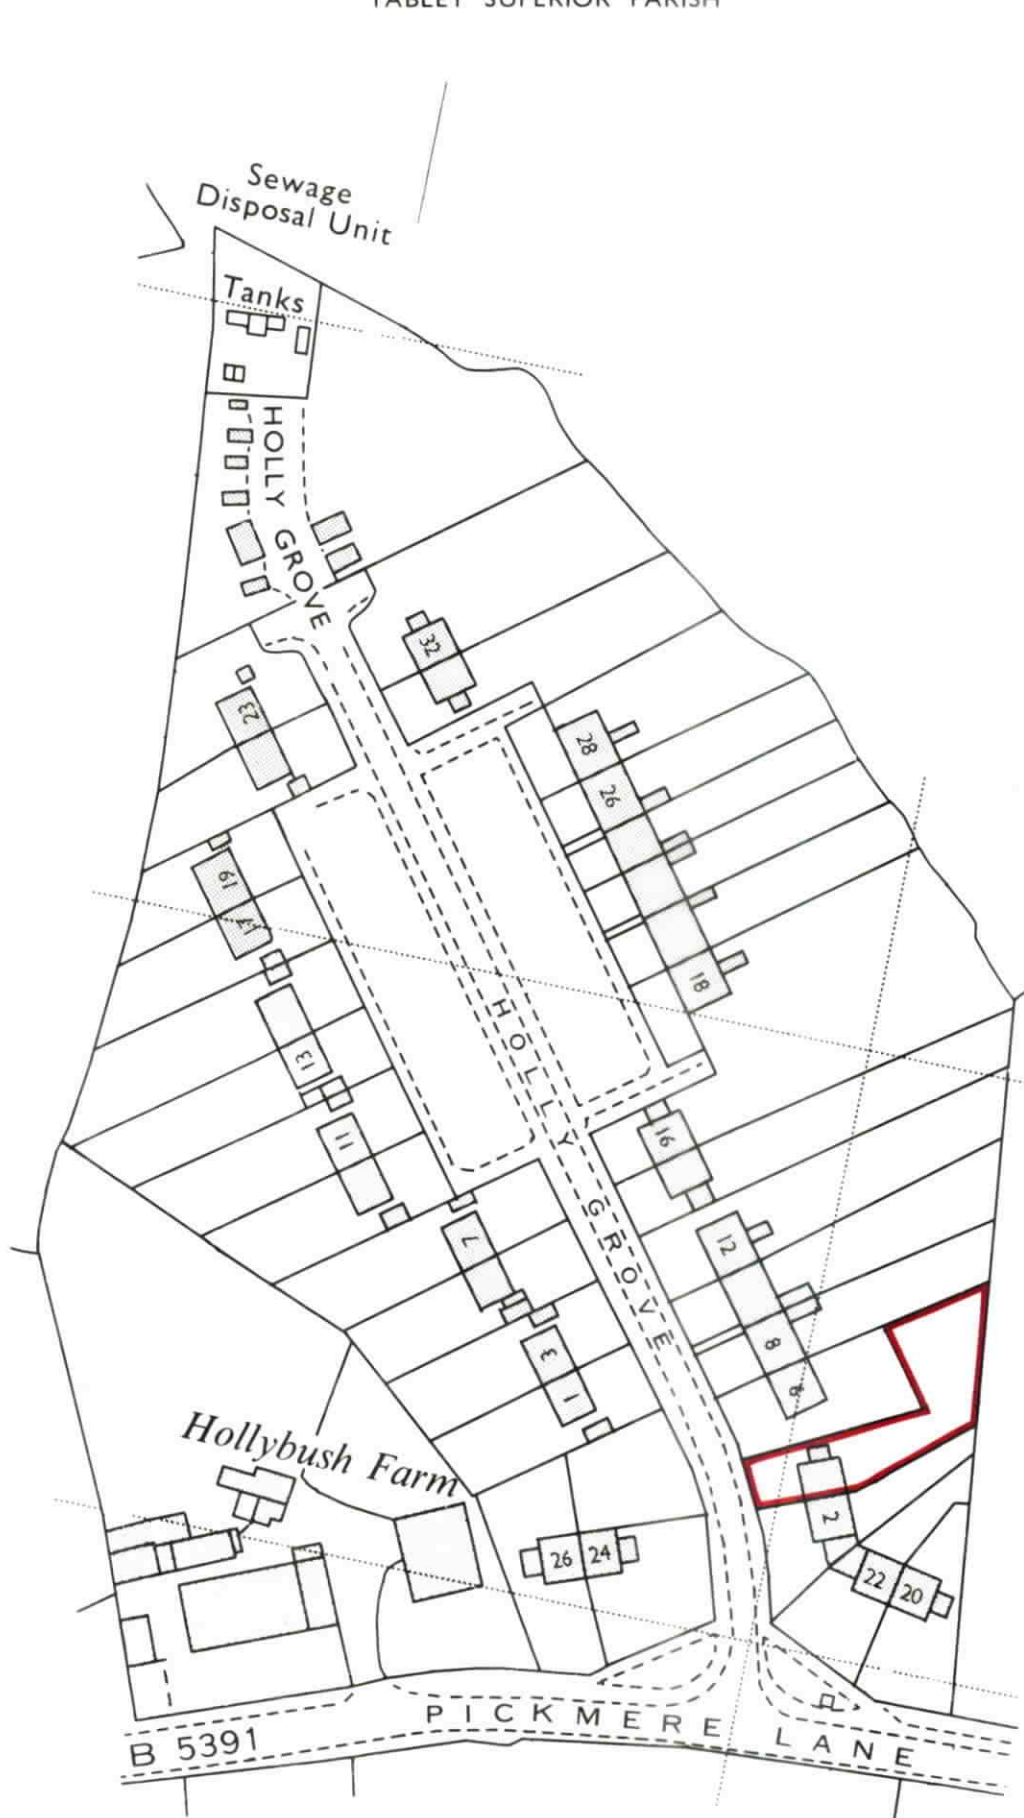 TABLEY SUPERIOR PARISH
Sewage
Disposal Unit
Tanks
HOLLY GROVE
32
23
28
26
19
17
18
HOLLY GROVE
13
16
11
12
7
8
3
6
1
Hollybush Farm
2
26
24
22
20
PICKMERE LANE
B 5391